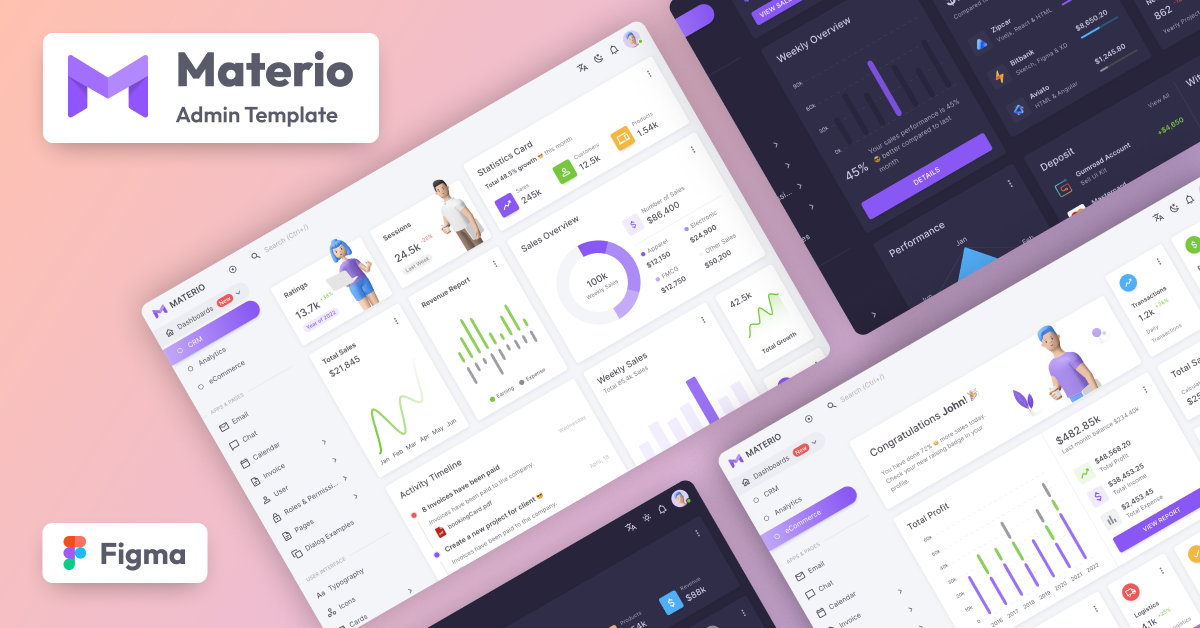 Materio
Admin Template
Figma
MATERIO
Dashboards
New
CRM
Analytics
eCommerce
APPS & PAGES
Email
Chat
Calendar
Invoice
User
Roles & Permissi...
Pages
Dialog Examples
USER INTERFACE
Typography
Icons
Cards
Search (Ctrl+/)
Ratings
13.7k +38%
Year of 2022
Sessions
24.5k -22%
Last Week
Statistics Card
Total 48.5% growth 😎 this month
Sales
245k
Customers
12.5k
Products
1.54k
Total Sales
$21,845
Jan Feb Mar Apr May Jun
Revenue Report
Earning
Expense
Sales Overview
100k
Weekly Sales
Number of Sales
$86,400
Apparel
$12,150
Electronic
$24,900
FMCG
$12,750
Other Sales
$50,200
Activity Timeline
8 Invoices have been paid
Wednesday
Invoices have been paid to the company.
bookingCard.pdf
Create a new project for client 😎
April, 18
Invoices have been paid to the company.
Weekly Sales
Total 85.4k Sales
42.5k
Total Growth
VIEW SALES
Weekly Overview
90k
60k
30k
0k
45%
Your sales performance is 45%
😎 better compared to last
month
DETAILS
Performance
Jan
Feb
Jun
Compared to
Zipcar
Vuejs, React & HTML
$8,650.20
Bitbank
Sketch, Figma & XD
$1,245.80
Aviato
HTML & Angular
862
Yearly Project
Deposit
View All
Gumroad Account
Sell UI Kit
+$4,650
Mastercard
Products
Revenue
$88k
MATERIO
Dashboards
New
CRM
Analytics
eCommerce
APPS & PAGES
Email
Chat
Calendar
Invoice
Search (Ctrl+/)
Congratulations John! 🎉
You have done 72% 😎 more sales today.
Check your new raising badge in your
profile.
Transactions
1.2k
Daily
Transactions
Total Profit
2016 2017 2018 2019 2020 2021 2022
$482.85k
Last month balance $234.40k
$48,568.20
Total Profit
$38,453.25
Total Income
$2,453.45
Total Expense
VIEW REPORT
Logistics